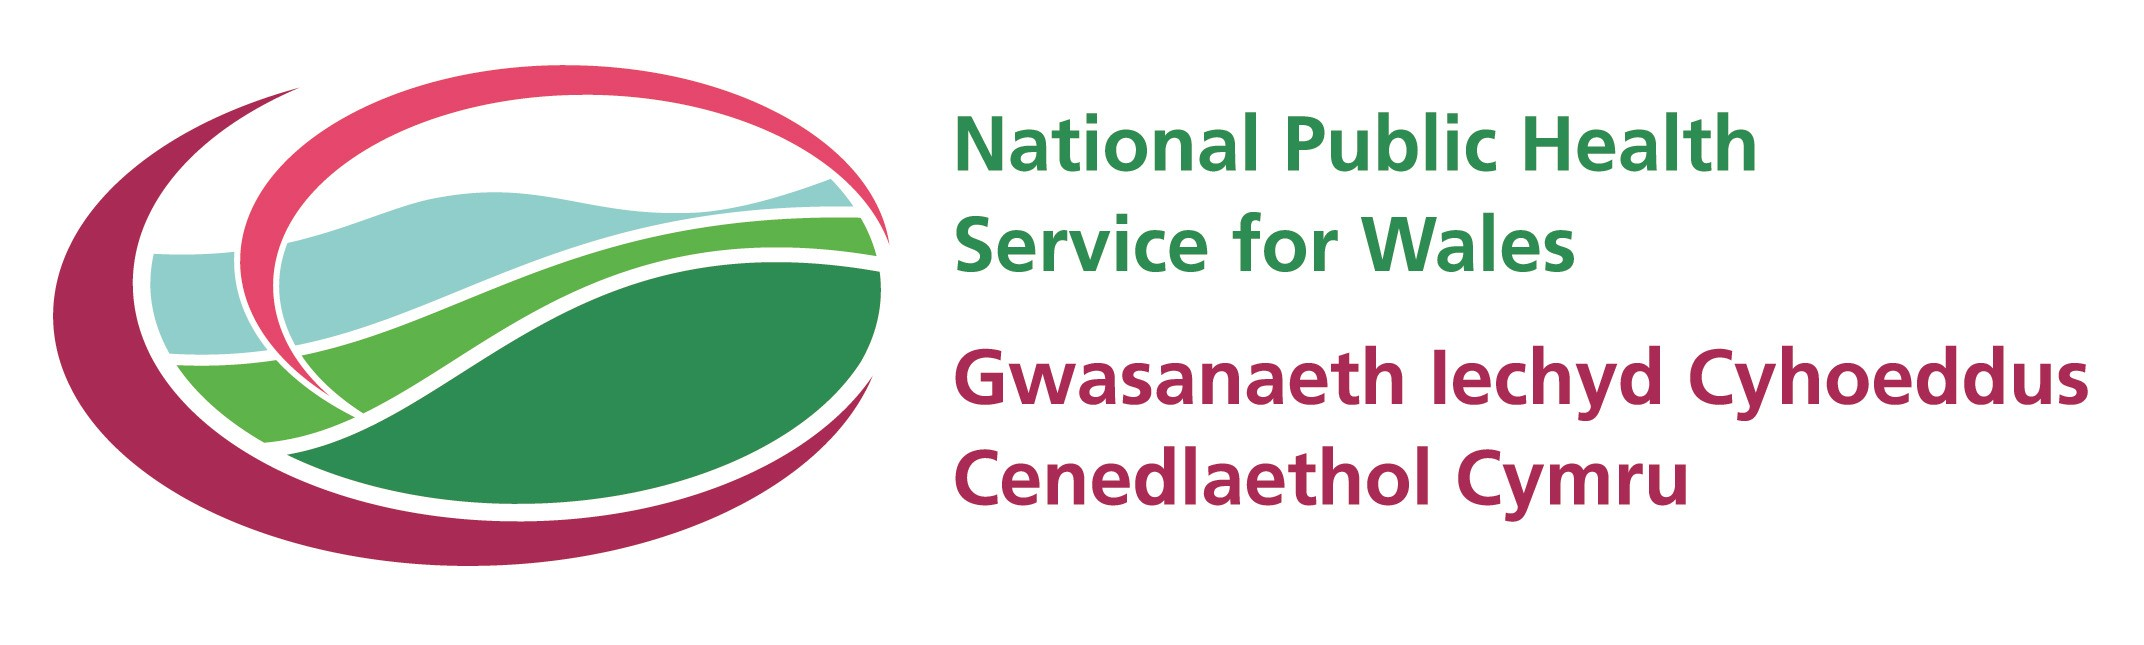 National Public Health
Service for Wales
Gwasanaeth Iechyd Cyhoeddus
Cenedlaethol Cymru